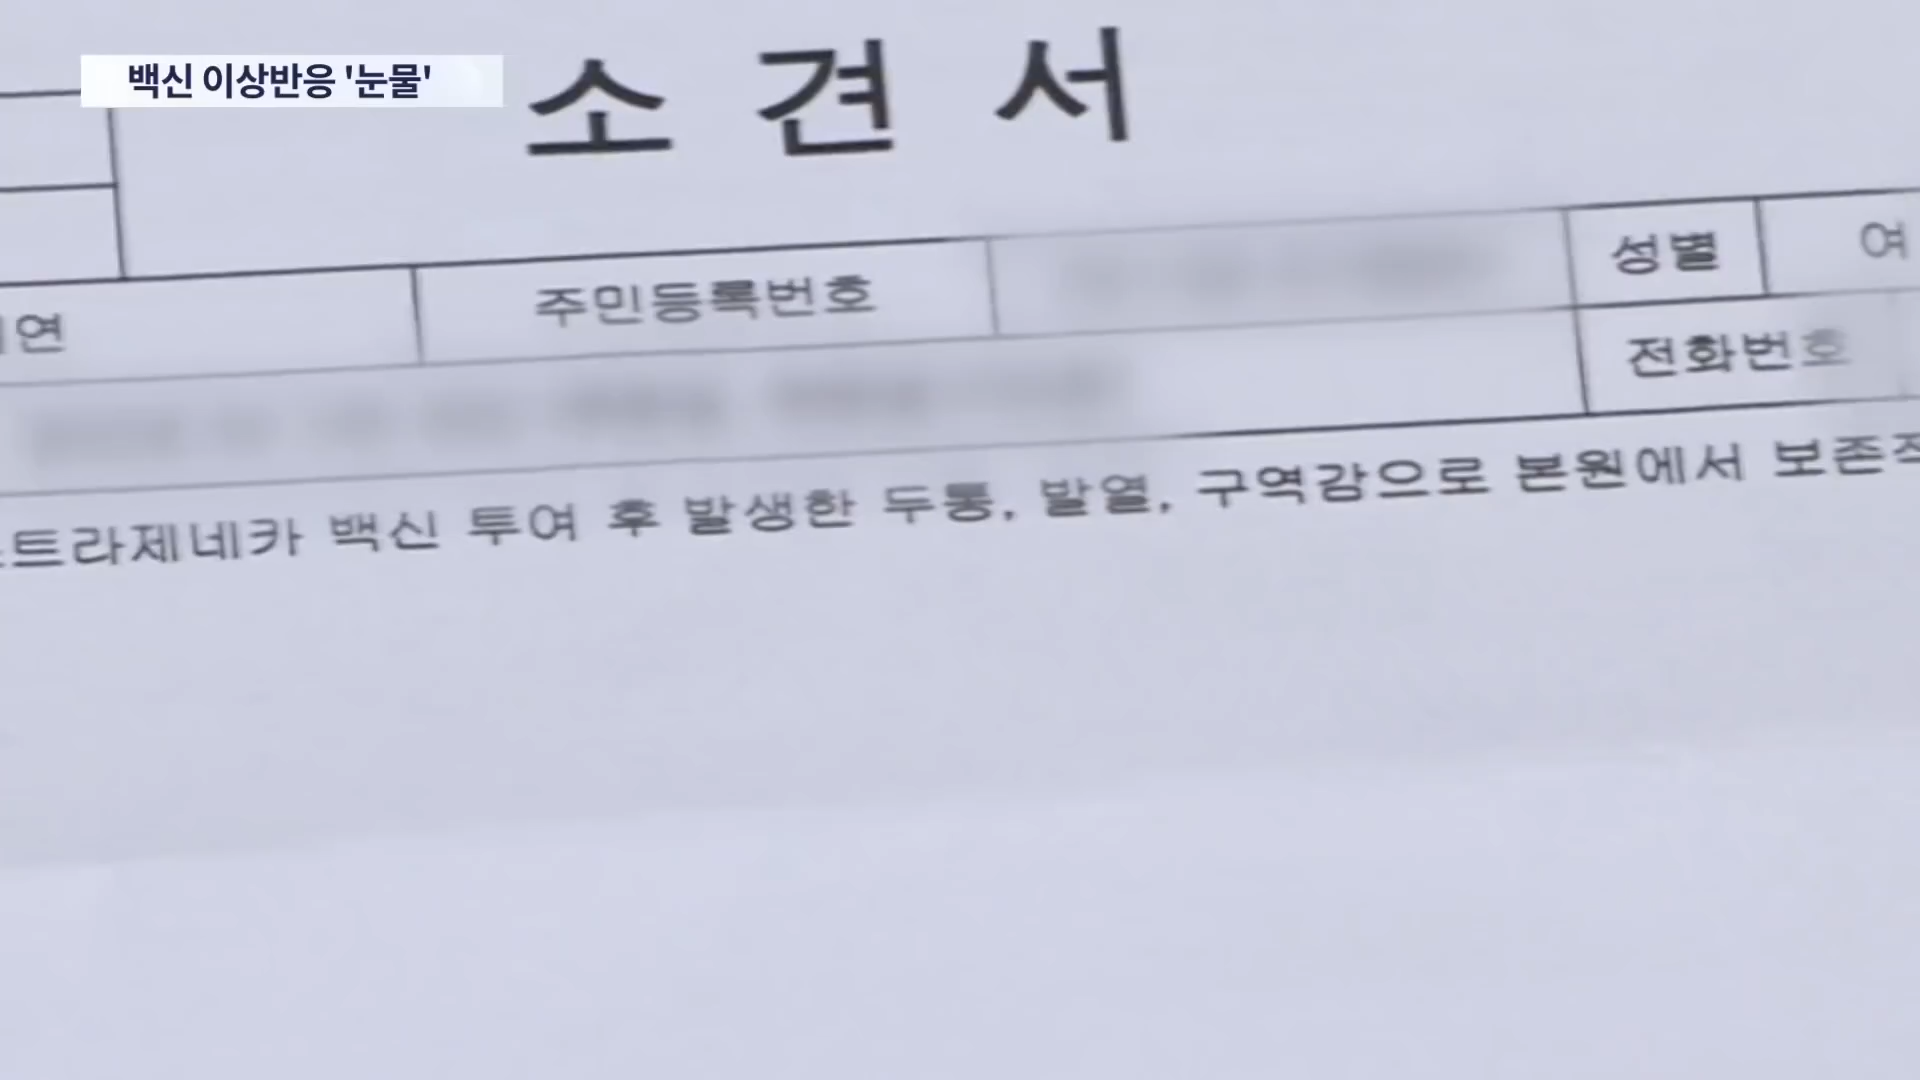 백신 이상반응 '눈물'
소 견 서
연 주민등록번호 성별 여
전화번호
트라제네카 백신 투여 후 발생한 두통, 발열, 구역감으로 본원에서 보존적